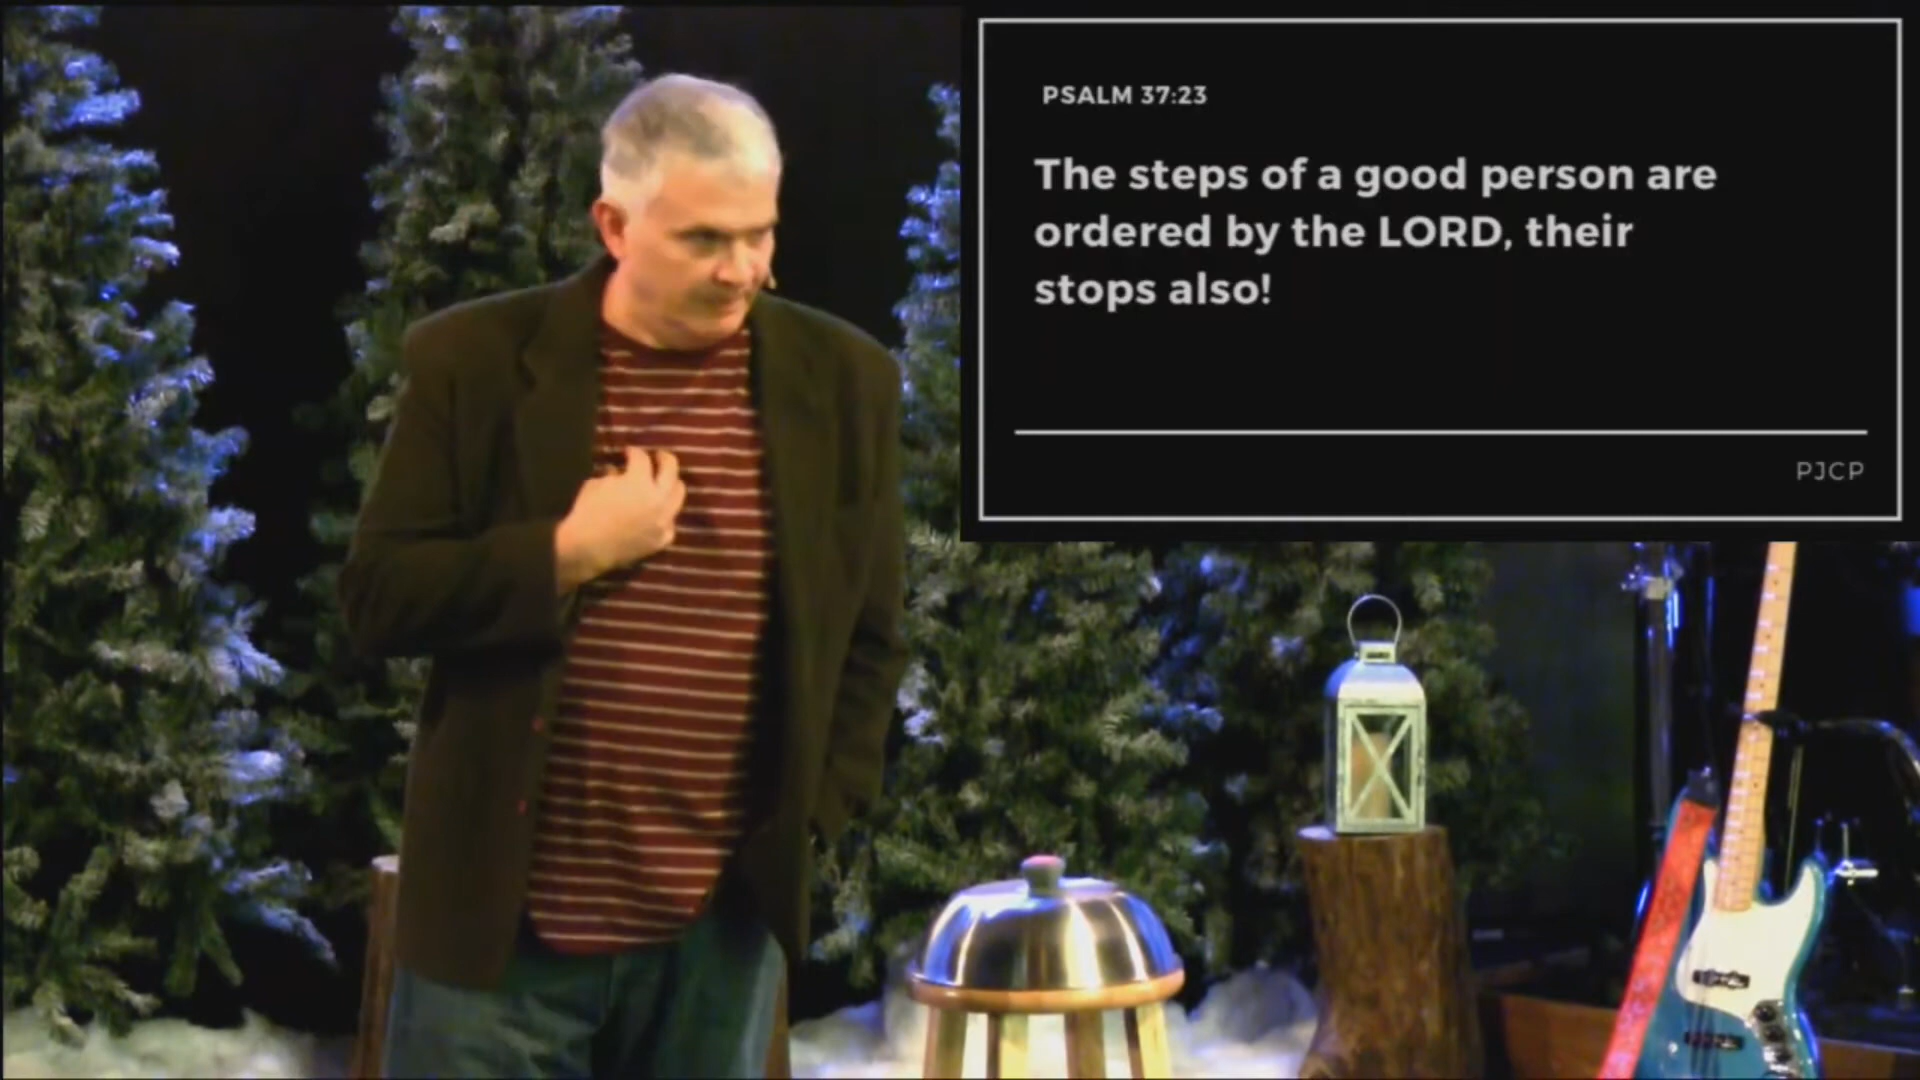 PSALM 37:23
The steps of a good person are
ordered by the LORD, their
stops also!
PJCP